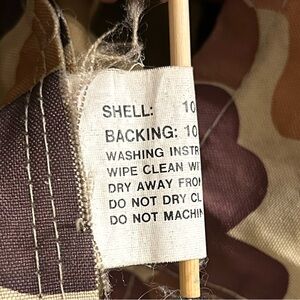 SHELL: 10
BACKING: 10
WASHING INSTR
WIPE CLEAN WI
DRY AWAY FROM
DO NOT DRY CL
DO NOT MACHIN